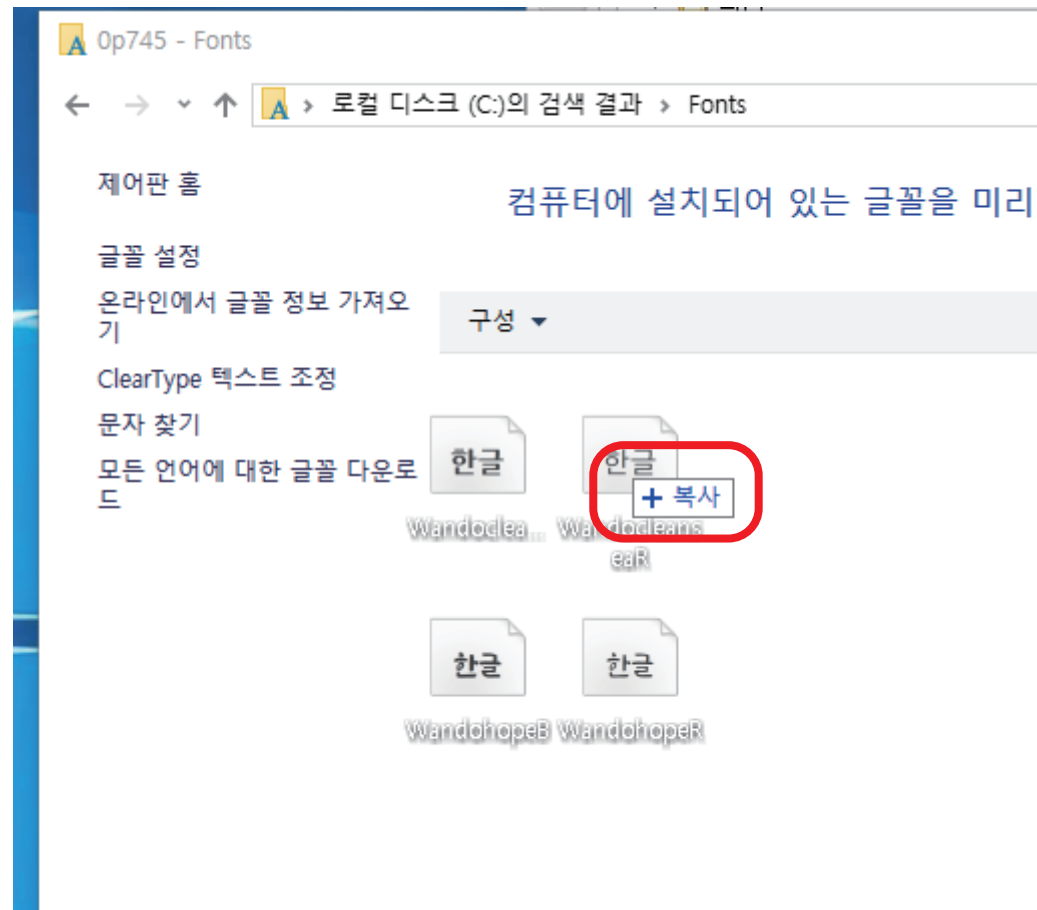 0p745 - Fonts
로컬 디스크 (C:)의 검색 결과 > Fonts
제어판 홈
컴퓨터에 설치되어 있는 글꼴을 미리
글꼴 설정
온라인에서 글꼴 정보 가져오
기
구성
ClearType 텍스트 조정
문자 찾기
모든 언어에 대한 글꼴 다운로
드
한글
한글
+ 복사
Wandoclea...
Wandocleans
eaR
한글
한글
WandohopeB
WandohopeR